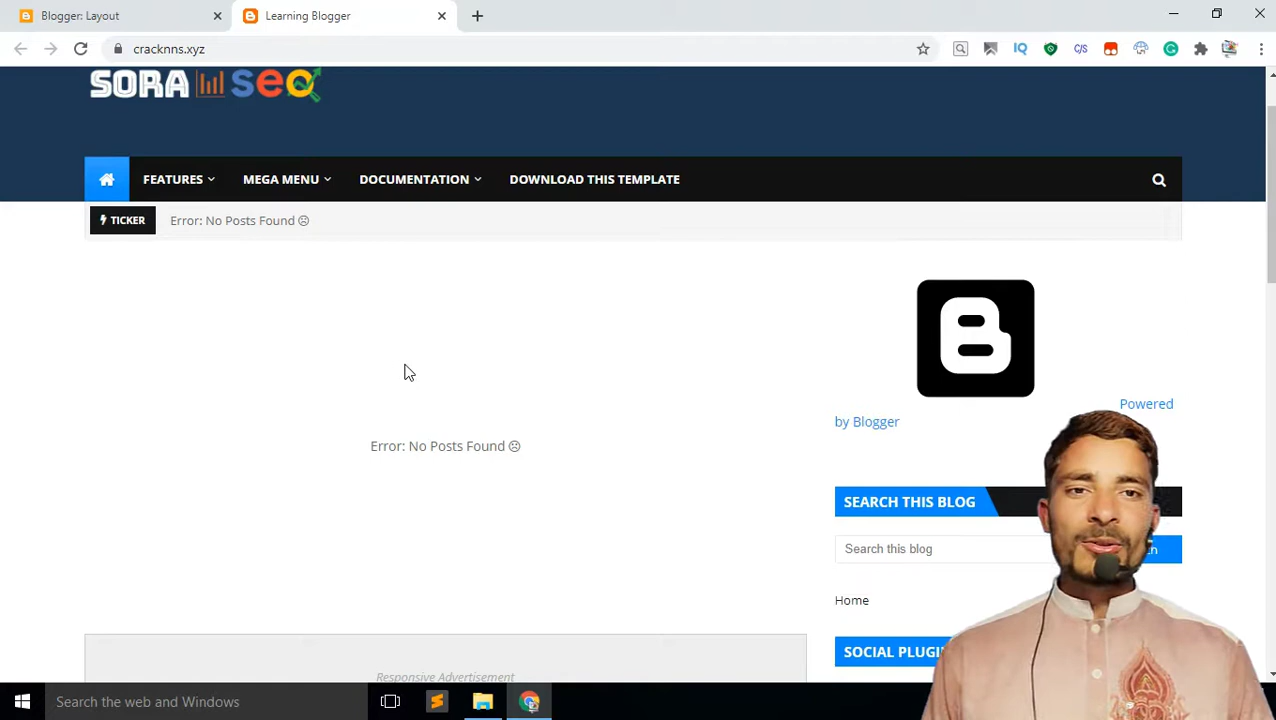 Blogger: Layout
Learning Blogger
cracknns.xyz
SORA SEO
FEATURES
MEGA MENU
DOCUMENTATION
DOWNLOAD THIS TEMPLATE
TICKER
Error: No Posts Found ☹
Error: No Posts Found ☹
Powered
by Blogger
SEARCH THIS BLOG
Search this blog
Home
SOCIAL PLUGI
Responsive Advertisement
Search the web and Windows